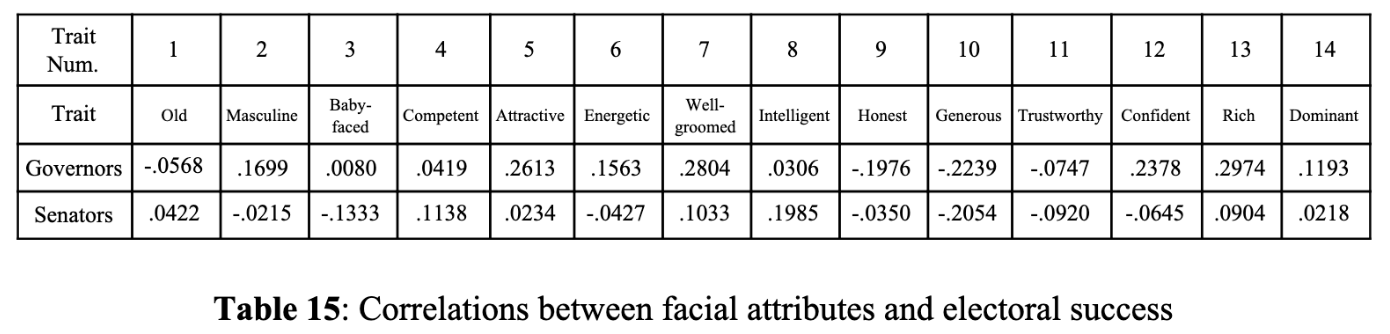 Trait Num. 1 2 3 4 5 6 7 8 9 10 11 12 13 14
Trait Old Masculine Baby-faced Competent Attractive Energetic Well-groomed Intelligent Honest Generous Trustworthy Confident Rich Dominant
Governors -.0568 .1699 .0080 .0419 .2613 .1563 .2804 .0306 -.1976 -.2239 -.0747 .2378 .2974 .1193
Senators .0422 -.0215 -.1333 .1138 .0234 -.0427 .1033 .1985 -.0350 -.2054 -.0920 -.0645 .0904 .0218
Table 15: Correlations between facial attributes and electoral success